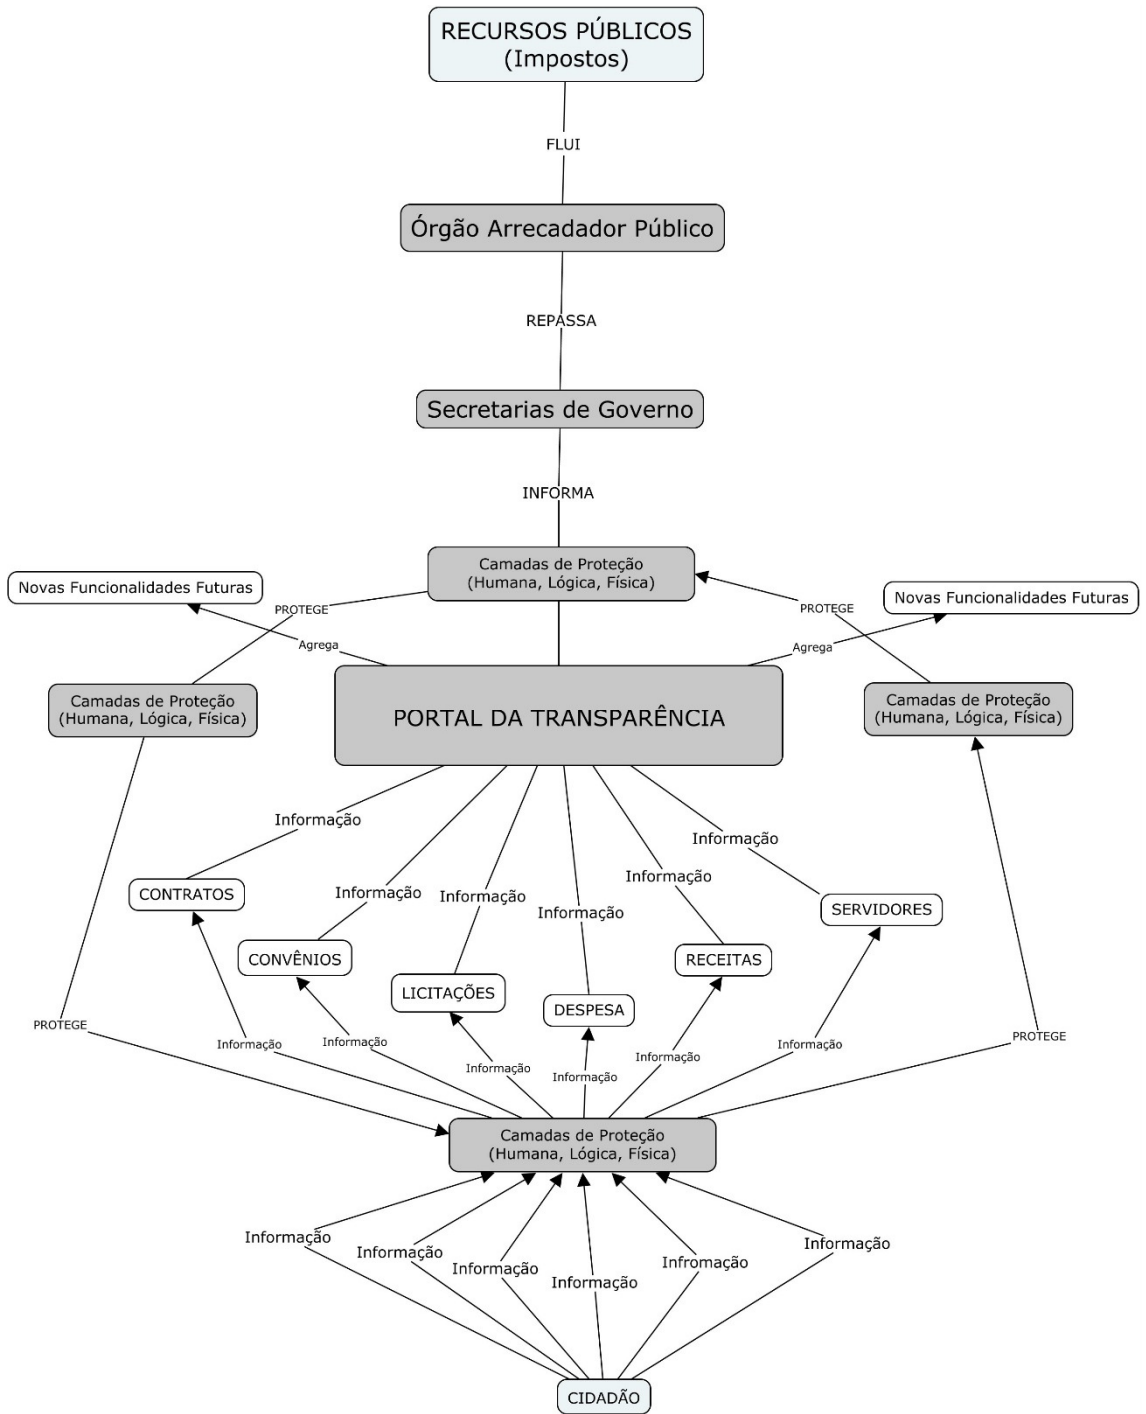 RECURSOS PÚBLICOS
(Impostos)
FLUI
Órgão Arrecadador Público
REPASSA
Secretarias de Governo
INFORMA
Camadas de Proteção
(Humana, Lógica, Física)
Novas Funcionalidades Futuras
Novas Funcionalidades Futuras
PROTEGE
PROTEGE
Agrega
Agrega
Camadas de Proteção
(Humana, Lógica, Física)
PORTAL DA TRANSPARÊNCIA
Camadas de Proteção
(Humana, Lógica, Física)
Informação
Informação
Informação
Informação
Informação
Informação
CONTRATOS
SERVIDORES
CONVÊNIOS
RECEITAS
LICITAÇÕES
DESPESA
PROTEGE
PROTEGE
Informação
Informação
Informação
Informação
Informação
Informação
Camadas de Proteção
(Humana, Lógica, Física)
Informação
Informação
Informação
Informação
Infromação
Informação
CIDADÃO